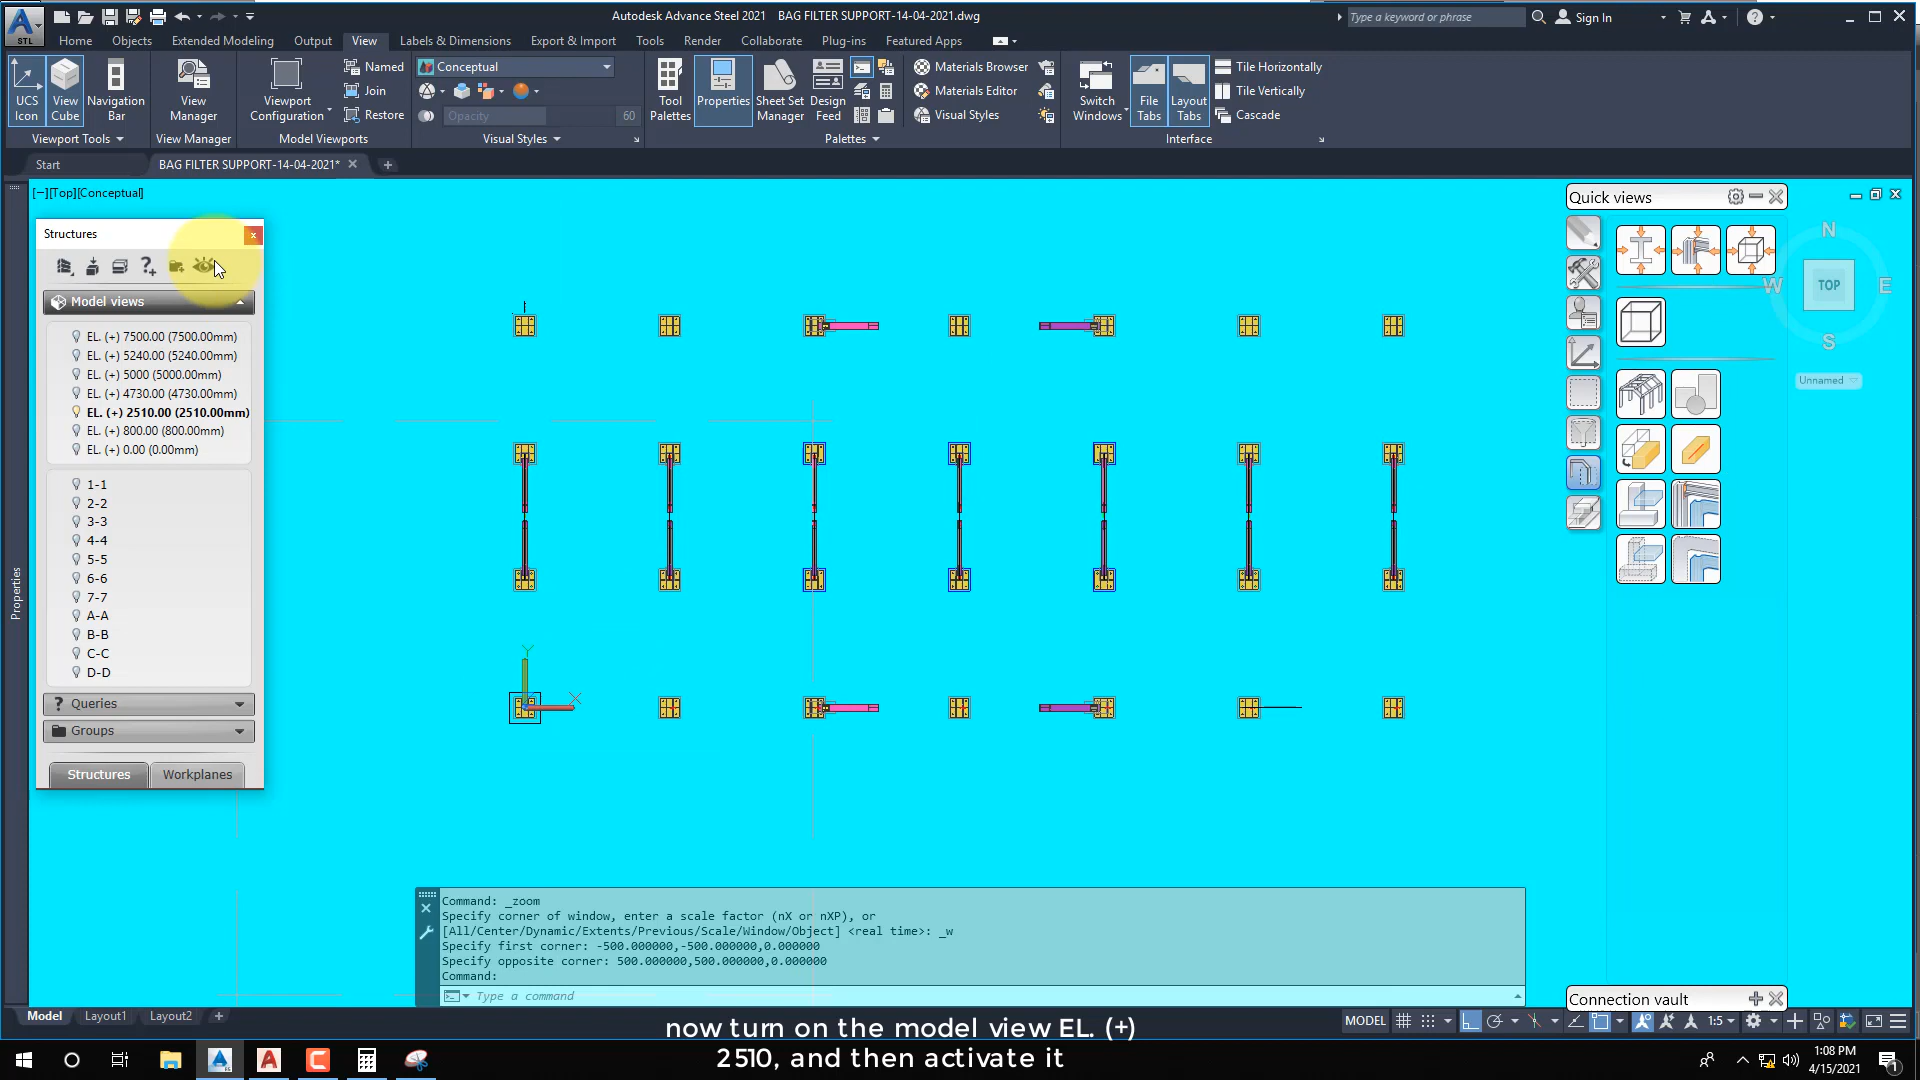 STL
Autodesk Advance Steel 2021   BAG FILTER SUPPORT-14-04-2021.dwg
Type a keyword or phrase
Sign In
Home
Objects
Extended Modeling
Output
View
Labels & Dimensions
Export & Import
Tools
Render
Collaborate
Plug-ins
Featured Apps
UCS
Icon
View
Cube
Navigation
Bar
Viewport Tools
View
Manager
View Manager
Viewport
Configuration
Named
Join
Restore
Model Viewports
Conceptual
Opacity
60
Visual Styles
Tool
Palettes
Properties
Sheet Set
Manager
Design
Feed
Materials Browser
Materials Editor
Visual Styles
Palettes
Switch
Windows
File
Tabs
Layout
Tabs
Tile Horizontally
Tile Vertically
Cascade
Interface
Start
BAG FILTER SUPPORT-14-04-2021*
[−][Top][Conceptual]
Structures
Model views
EL. (+) 7500.00 (7500.00mm)
EL. (+) 5240.00 (5240.00mm)
EL. (+) 5000 (5000.00mm)
EL. (+) 4730.00 (4730.00mm)
EL. (+) 2510.00 (2510.00mm)
EL. (+) 800.00 (800.00mm)
EL. (+) 0.00 (0.00mm)
1-1
2-2
3-3
4-4
5-5
6-6
7-7
A-A
B-B
C-C
D-D
Queries
Groups
Structures
Workplanes
Properties
Y
X
Quick views
N
W
TOP
E
S
Unnamed
Connection vault
Command: _zoom
Specify corner of window, enter a scale factor (nX or nXP), or
[All/Center/Dynamic/Extents/Previous/Scale/Window/Object] <real time>: _w
Specify first corner: -500.000000,-500.000000,0.000000
Specify opposite corner: 500.000000,500.000000,0.000000
Command:
Type a command
Model
Layout1
Layout2
MODEL
1:5
now turn on the model view EL. (+)
2510, and then activate it
1:08 PM
4/15/2021
1